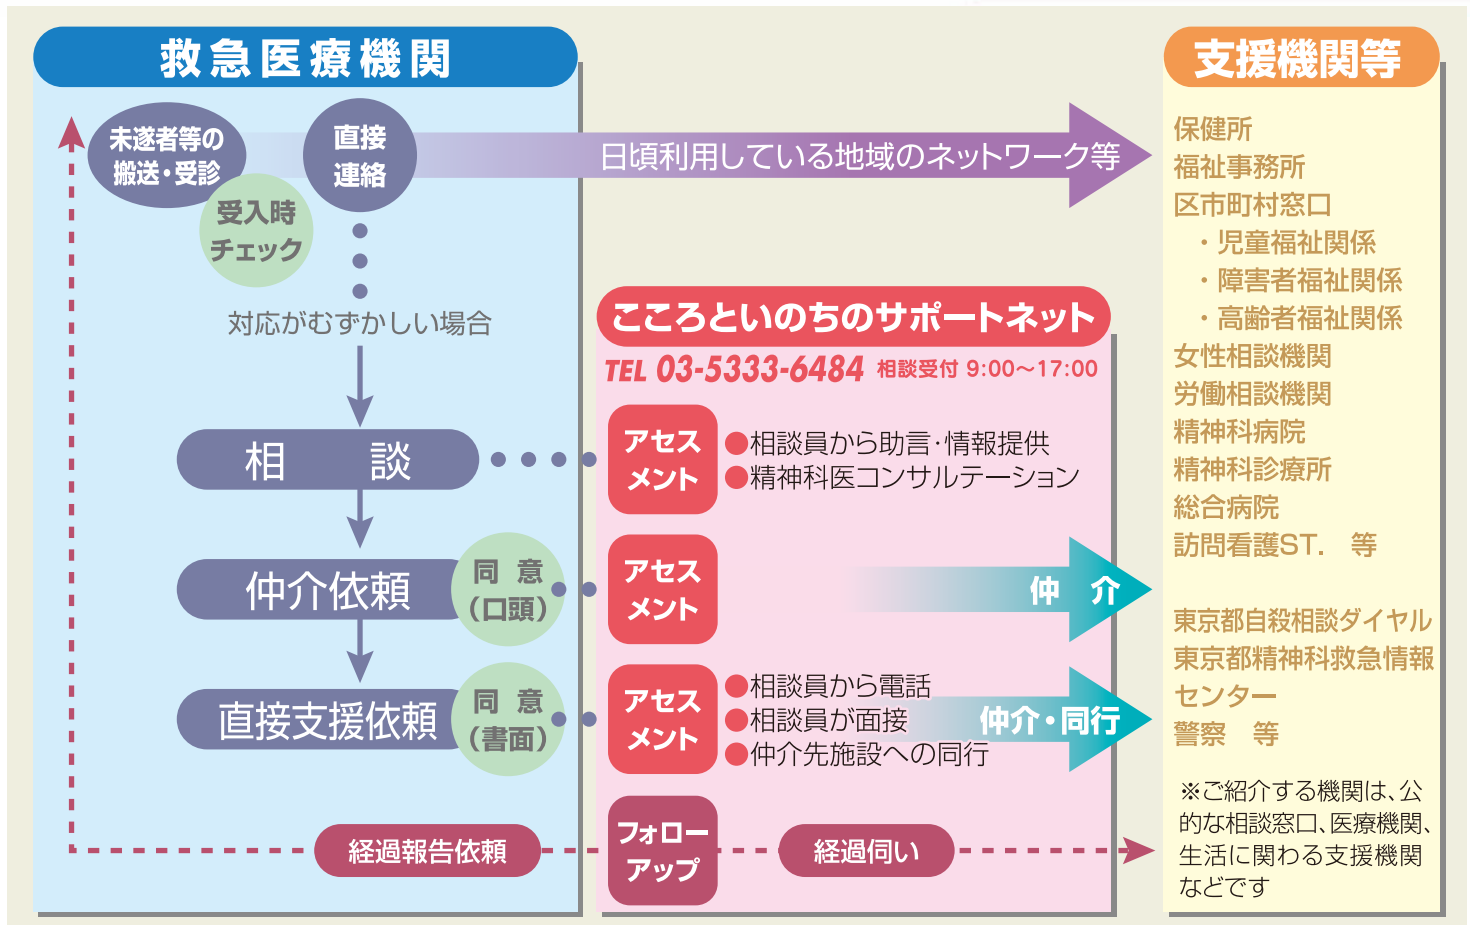 救急医療機関
未遂者等の
搬送・受診
直接
連絡
受入時
チェック
対応がむずかしい場合
相　談
仲介依頼
同意
（口頭）
直接支援依頼
同意
（書面）
経過報告依頼
日頃利用している地域のネットワーク等
こころといのちのサポートネット
TEL 03-5333-6484 相談受付 9:00～17:00
アセス
メント
●相談員から助言・情報提供
●精神科医コンサルテーション
アセス
メント
仲　介
アセス
メント
●相談員から電話
●相談員が面接
●仲介先施設への同行
仲介・同行
フォロー
アップ
経過伺い
支援機関等
保健所
福祉事務所
区市町村窓口
・児童福祉関係
・障害者福祉関係
・高齢者福祉関係
女性相談機関
労働相談機関
精神科病院
精神科診療所
総合病院
訪問看護ST.　等
東京都自殺相談ダイヤル
東京都精神科救急情報
センター
警察　等
※ご紹介する機関は、公
的な相談窓口、医療機関、
生活に関わる支援機関
などです